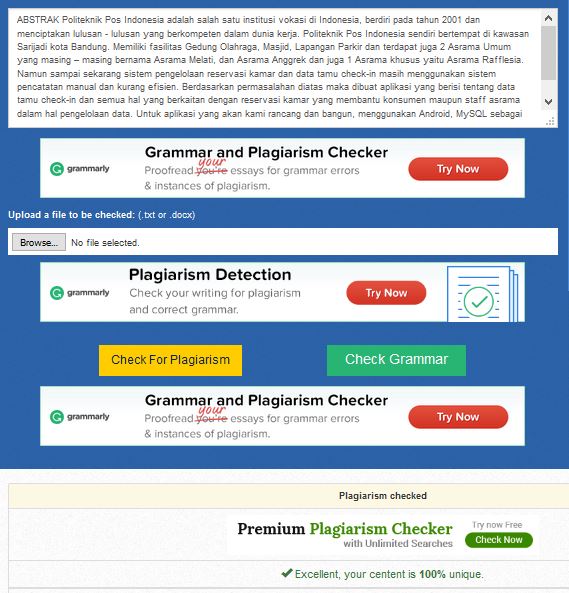 ABSTRAK Politeknik Pos Indonesia adalah salah satu institusi vokasi di Indonesia, berdiri pada tahun 2001 dan
menciptakan lulusan - lulusan yang berkompeten dalam dunia kerja. Politeknik Pos Indonesia sendiri bertempat di kawasan
Sarijadi kota Bandung. Memiliki fasilitas Gedung Olahraga, Masjid, Lapangan Parkir dan terdapat juga 2 Asrama Umum
yang masing – masing bernama Asrama Melati, dan Asrama Anggrek dan juga 1 Asrama khusus yaitu Asrama Rafflesia.
Namun sampai sekarang sistem pengelolaan reservasi kamar dan data tamu check-in masih menggunakan sistem
pencatatan manual dan kurang efisien. Berdasarkan permasalahan diatas maka dibuat aplikasi yang berisi tentang data
tamu check-in dan semua hal yang berkaitan dengan reservasi kamar yang membantu konsumen maupun staff asrama
dalam hal pengelolaan data. Untuk aplikasi yang akan kami rancang dan bangun, menggunakan Android, MySQL sebagai
grammarly
Grammar and Plagiarism Checker
your
Proofread you're essays for grammar errors
& instances of plagiarism.
Try Now
Upload a file to be checked: (.txt or .docx)
Browse... No file selected.
grammarly
Plagiarism Detection
Check your writing for plagiarism
and correct grammar.
Try Now
Check For Plagiarism
Check Grammar
grammarly
Grammar and Plagiarism Checker
your
Proofread you're essays for grammar errors
& instances of plagiarism.
Try Now
Plagiarism checked
Premium Plagiarism Checker
with Unlimited Searches
Try now Free
Check Now
Excellent, your centent is 100% unique.